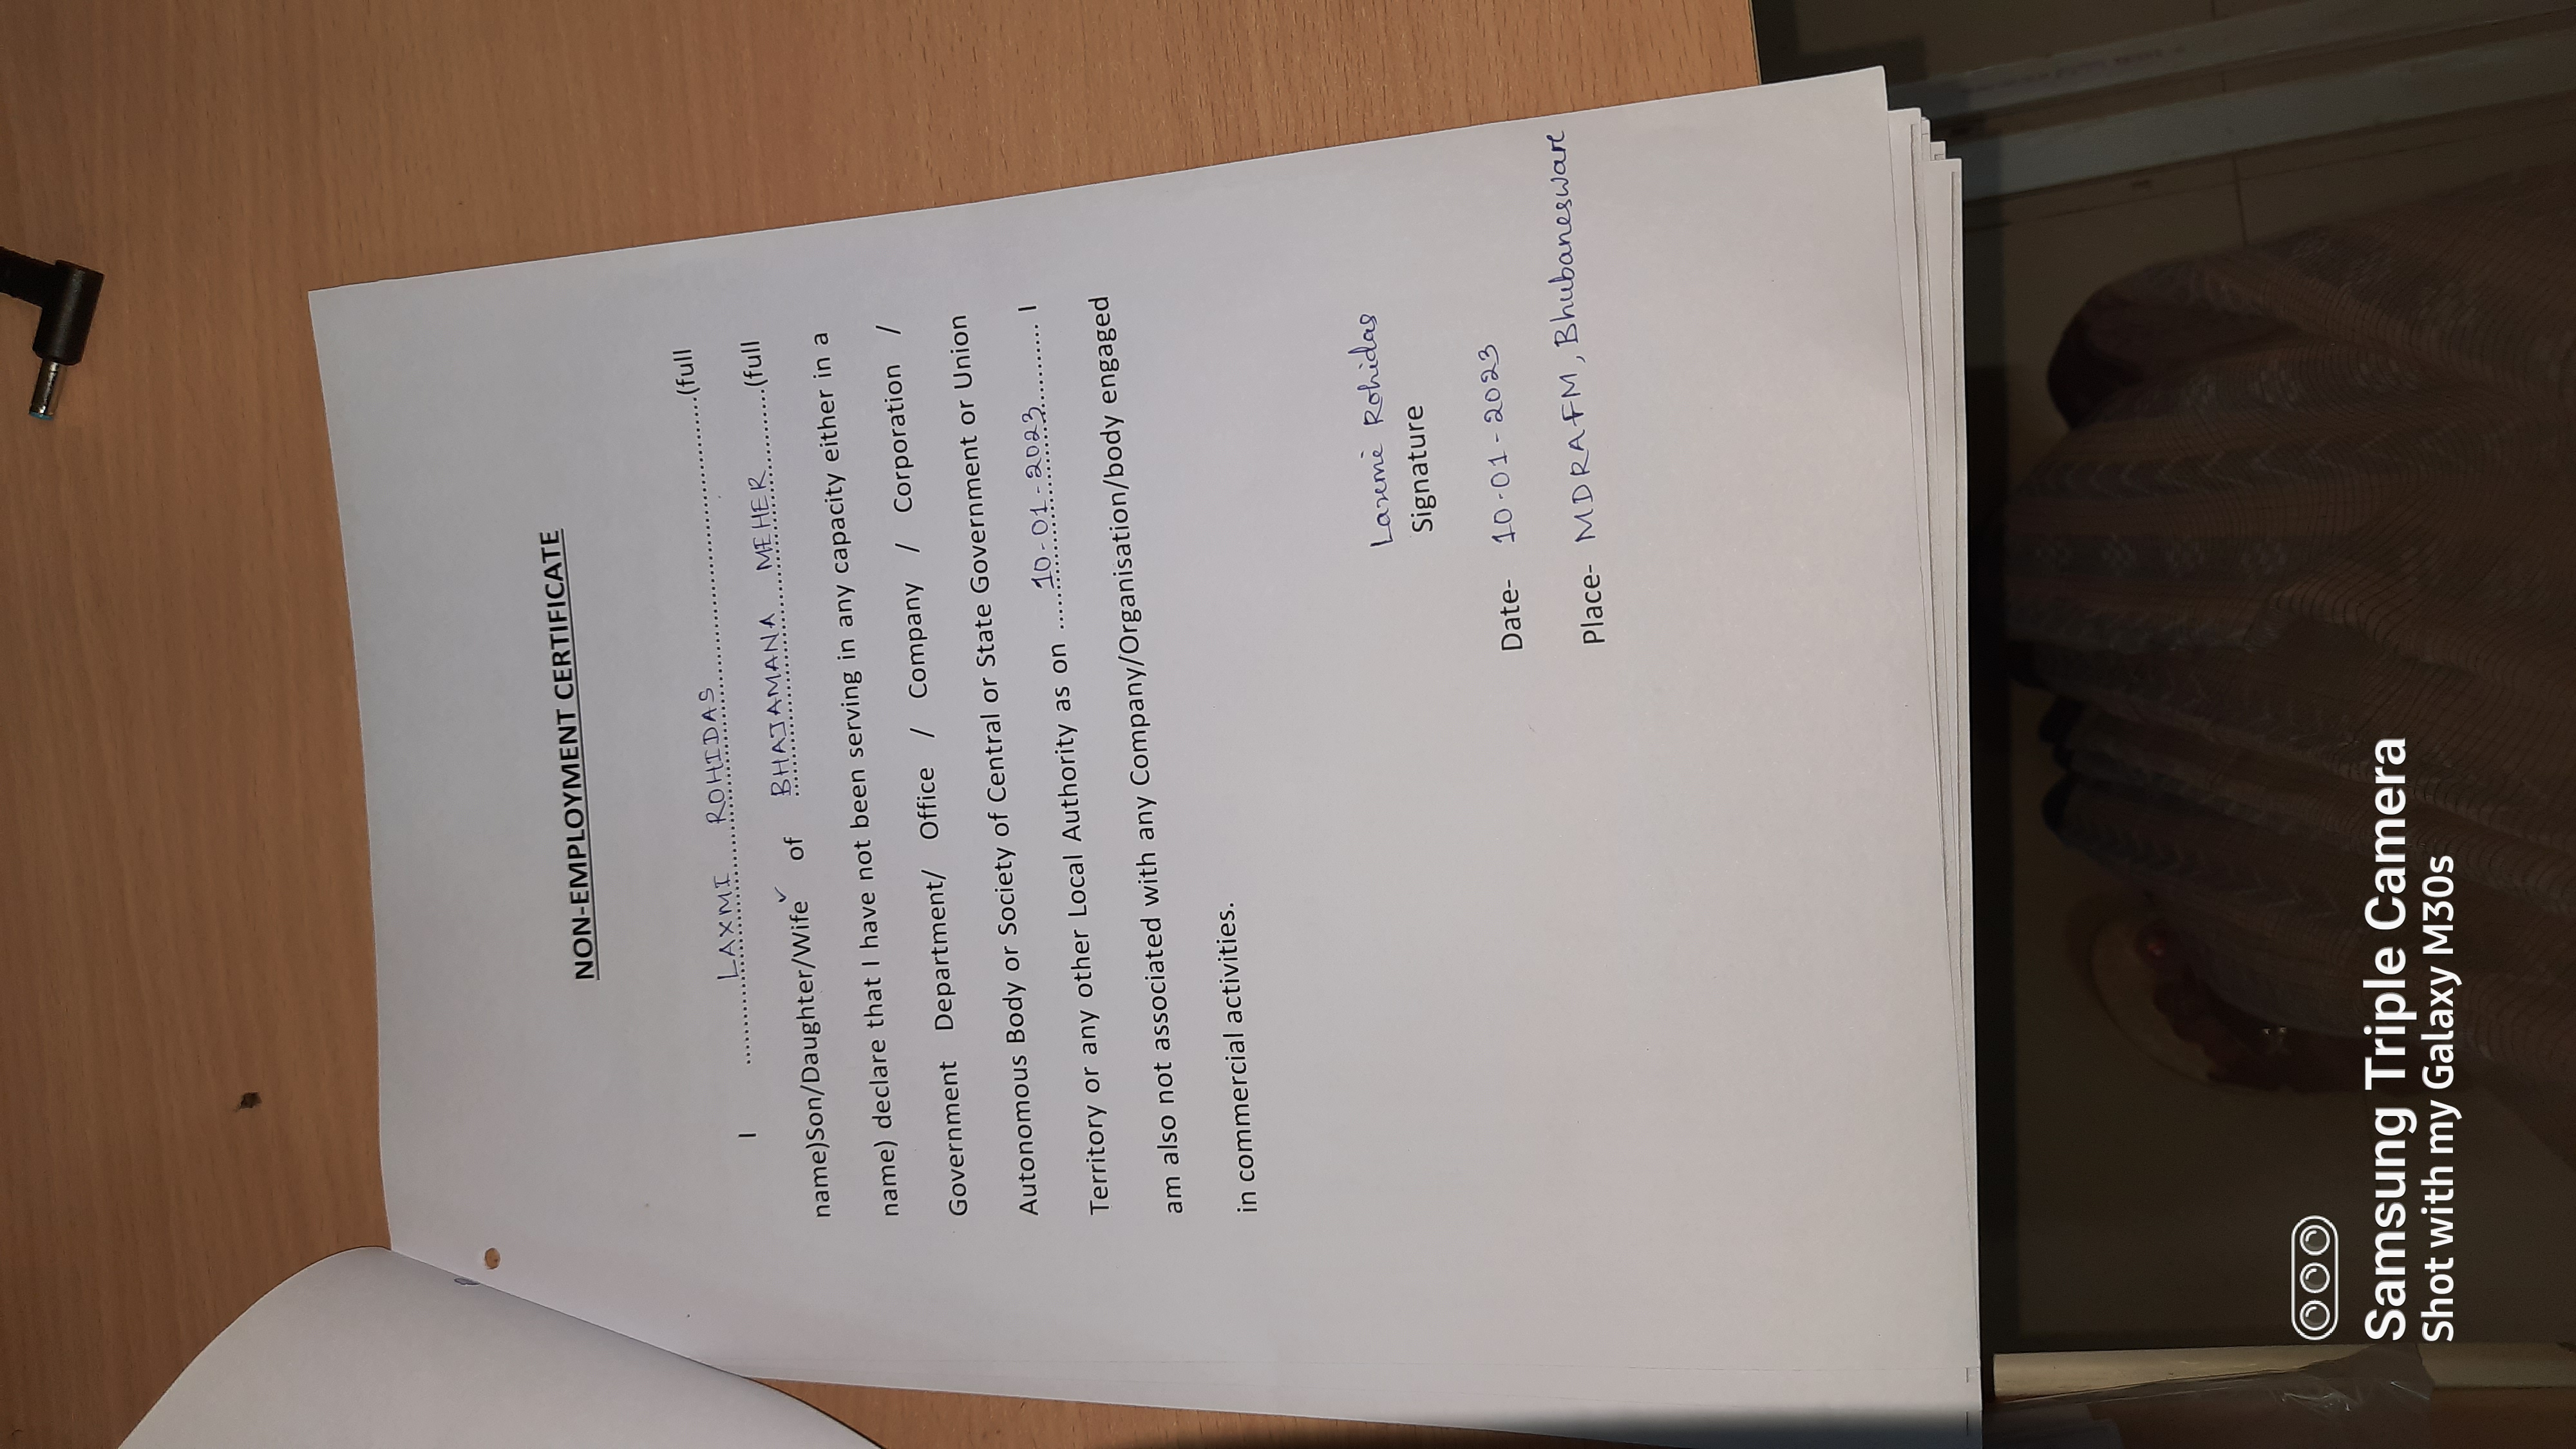 NON-EMPLOYMENT CERTIFICATE
I ........LAXMI ROHIDAS........(full
name)Son/Daughter/Wife✓ of BHAJAMANA MEHER........(full
name) declare that I have not been serving in any capacity either in a
Government Department/ Office / Company / Corporation /
Autonomous Body or Society of Central or State Government or Union
Territory or any other Local Authority as on .....10-01-2023........ I
am also not associated with any Company/Organisation/body engaged
in commercial activities.
Laxmi Rohidas
Signature
Date- 10-01-2023
Place- MDRAFM, Bhubaneswar
Samsung Triple Camera
Shot with my Galaxy M30s